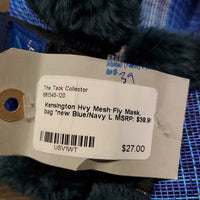 39
The Tack Collector
681345-120
Kensington Hvy Mesh Fly Mask
bag "new Blue/Navy L MSRP: $38.9
$27.00
USV1WT